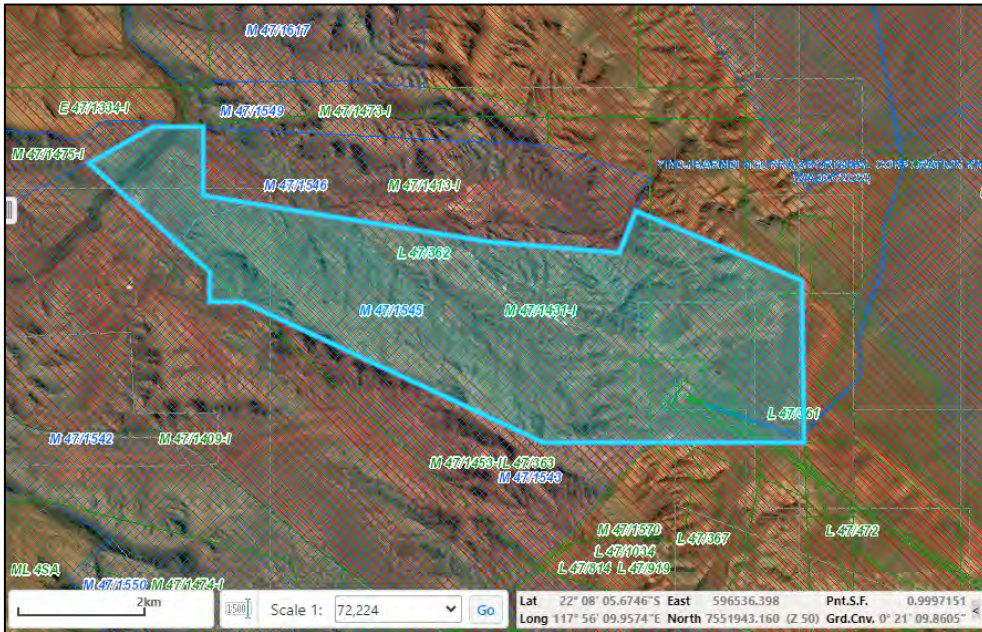 M 47/1617
E 47/1334-I
M 47/1549 M 47/1473-I
M 47/1475-I
ABORIGINAL CORPORATION
M 47/1546 M 47/1413-I
L 47/362
M 47/1545 M 47/1431-I
L 47/361
M 47/1542 M 47/1409-I
M 47/1453-I L 47/363
M 47/1543
M 47/1570
L 47/1034 L 47/367 L 47/472
L 47/814 L 47/919
ML 4SA
M 47/1550 M 47/1474-I
2km
1:500
Scale 1: 72,224 Go
Lat 22° 08' 05.6746"S East 596536.398 Pnt.S.F. 0.9997151
Long 117° 56' 09.9574"E North 7551943.160 (Z 50) Grd.Cnv. 0° 21' 09.8605" <